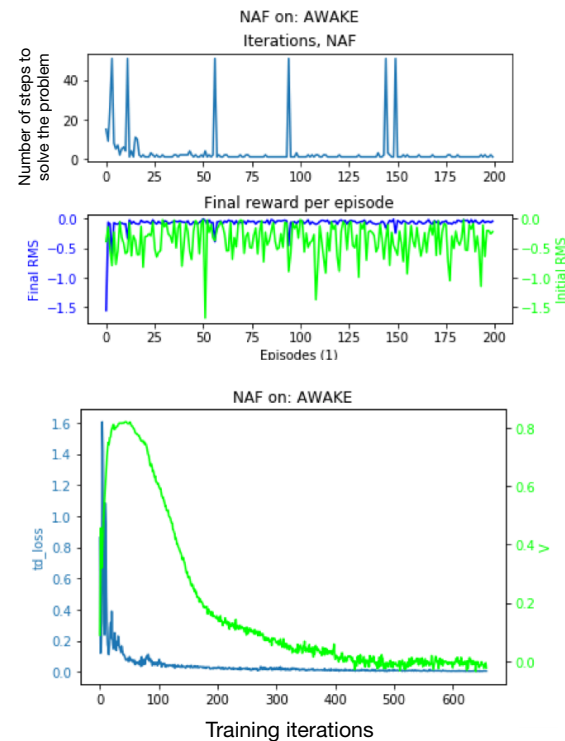 NAF on: AWAKE
Iterations, NAF
Number of steps to
solve the problem
40
20
0
0 25 50 75 100 125 150 175 200
Final reward per episode
Final RMS
0.0
−0.5
−1.0
−1.5
0.0
−0.5
−1.0
−1.5
Initial RMS
0 25 50 75 100 125 150 175 200
Episodes (1)
NAF on: AWAKE
td_loss
1.6
1.4
1.2
1.0
0.8
0.6
0.4
0.2
0.0
0.8
0.6
0.4
0.2
0.0
V
0 100 200 300 400 500 600
Training iterations